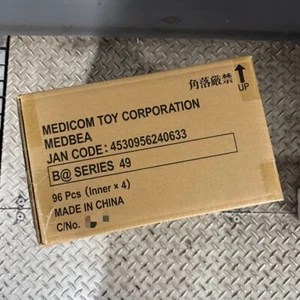 角落厳禁
UP
MEDICOM TOY CORPORATION
MEDBEA
JAN CODE: 4530956240633
B@ SERIES 49
96 Pcs (Inner × 4)
MADE IN CHINA
C/No.